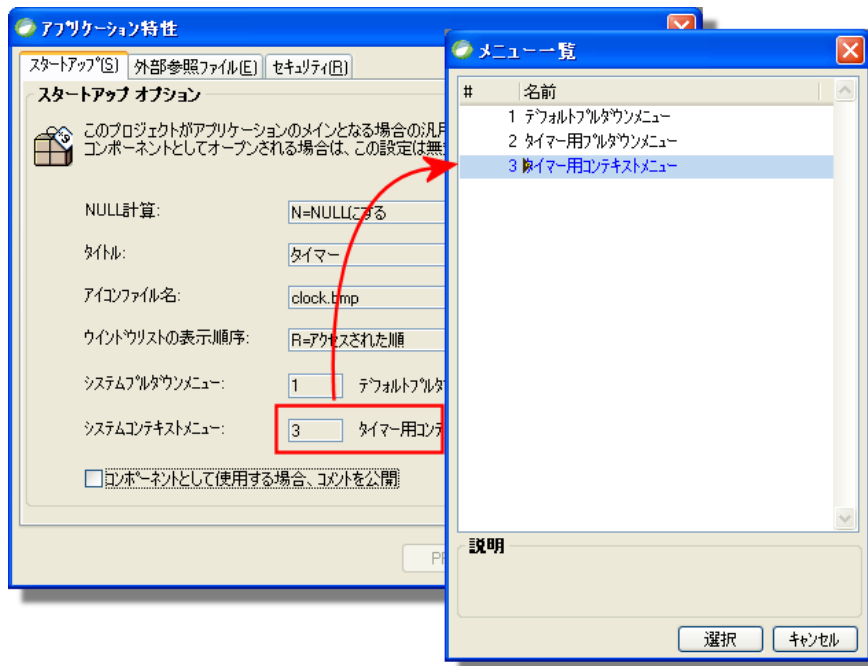 アプリケーション特性
スタートアップ(S)
外部参照ファイル(E)
セキュリティ(R)
スタートアップ オプション
このプロジェクトがアプリケーションのメインとなる場合の汎用
コンポーネントとしてオープンされる場合は、この設定は無
NULL計算:
N=NULLにする
タイトル:
タイマー
アイコンファイル名:
clock.bmp
ウインドウリストの表示順序:
R=アクセスされた順
システムプルダウンメニュー:
1 デフォルトプルダ
システムコンテキストメニュー:
3 タイマー用コンテ
コンポーネントとして使用する場合、コメントを公開
メニュー一覧
# 名前
1 デフォルトプルダウンメニュー
2 タイマー用プルダウンメニュー
3 タイマー用コンテキストメニュー
説明
選択
キャンセル